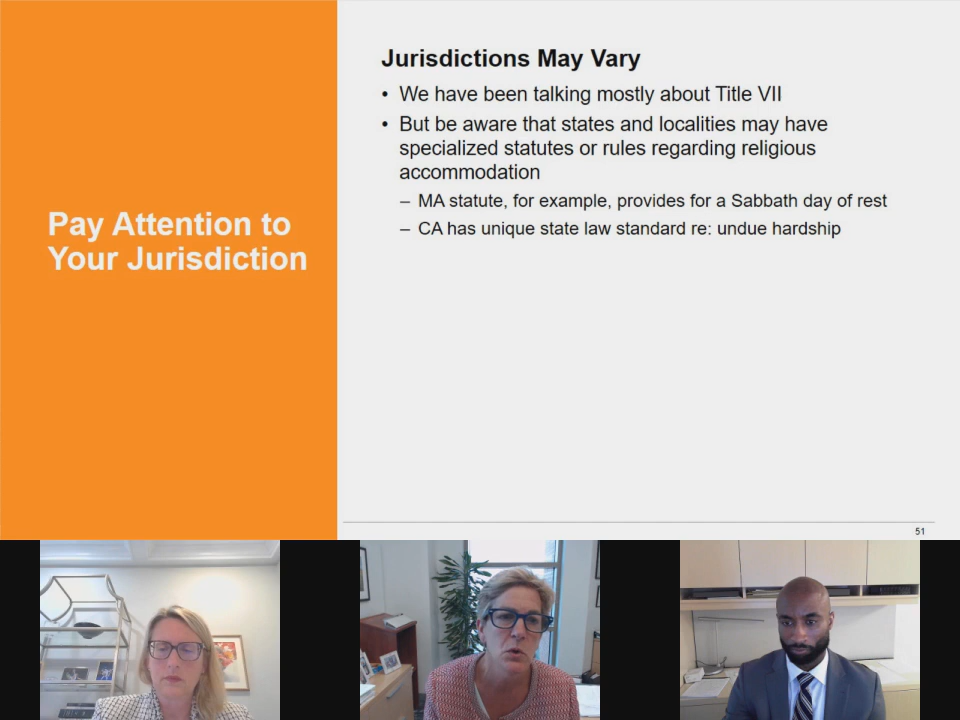 Pay Attention to
Your Jurisdiction
Jurisdictions May Vary
• We have been talking mostly about Title VII
• But be aware that states and localities may have
specialized statutes or rules regarding religious
accommodation
– MA statute, for example, provides for a Sabbath day of rest
– CA has unique state law standard re: undue hardship
51